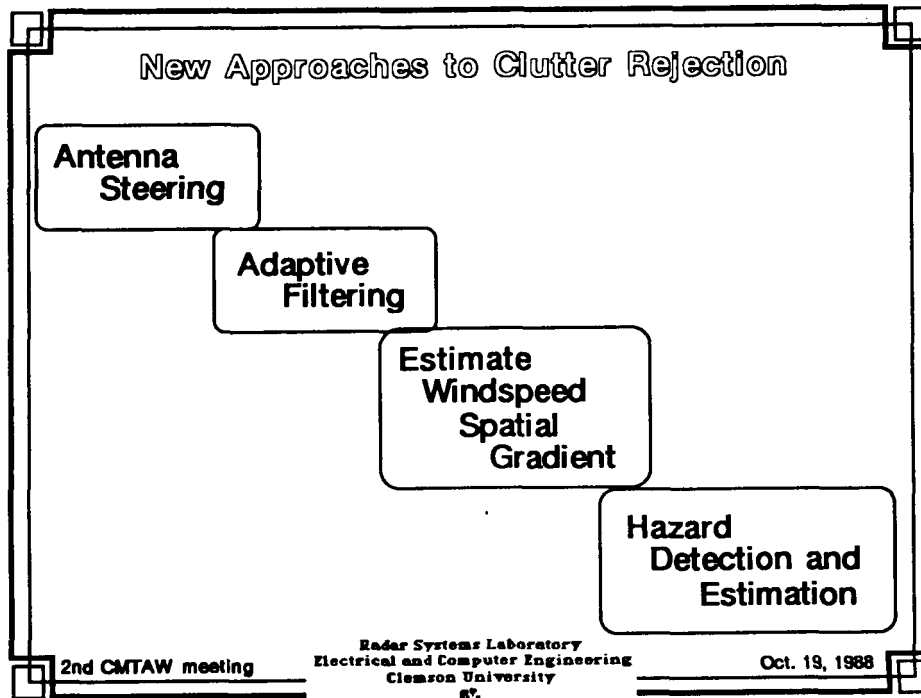 New Approaches to Clutter Rejection
Antenna
Steering
Adaptive
Filtering
Estimate
Windspeed
Spatial
Gradient
Hazard
Detection and
Estimation
2nd CMTAW meeting
Radar Systems Laboratory
Electrical and Computer Engineering
Clemson University
Oct. 19, 1988